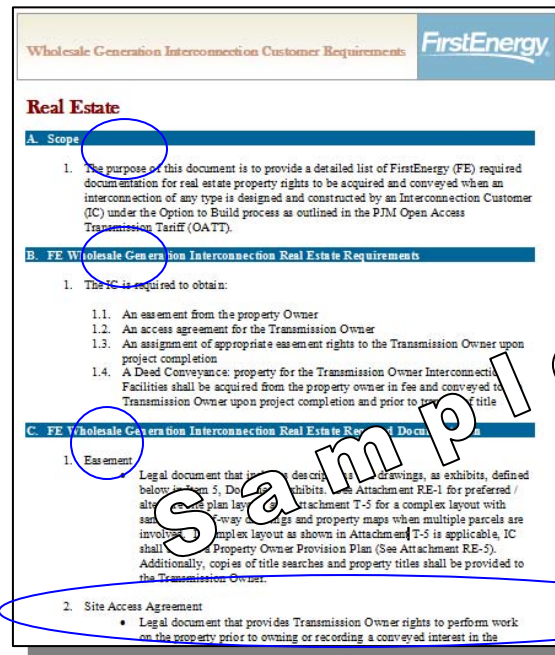 Wholesale Generation Interconnection Customer Requirements
FirstEnergy
Real Estate
A. Scope
1. The purpose of this document is to provide a detailed list of FirstEnergy (FE) required
documentation for real estate property rights to be acquired and conveyed when an
interconnection of any type is designed and constructed by an Interconnection Customer
(IC) under the Option to Build process as outlined in the PJM Open Access
Transmission Tariff (OATT).
B. FE Wholesale Generation Interconnection Real Estate Requirements
1. The IC is required to obtain:
1.1. An easement from the property Owner
1.2. An access agreement for the Transmission Owner
1.3. An assignment of appropriate easement rights to the Transmission Owner upon
project completion
1.4. A Deed Conveyance: property for the Transmission Owner
Facilities shall be acquired from the property owner in fee and conveyed to
Transmission Owner upon project completion and prior to of title
C. FE Wholesale Generation Interconnection Real Estate
1. Easement
• Legal document that drawings, as exhibits, defined
below in Item 5, Attachment RE-1 for preferred /
plan T-5 for a complex layout with
and property maps when multiple parcels are
layout as shown in Attachment T-5 is applicable, IC
shall a Property Owner Provision Plan (See Attachment RE-5).
Additionally, copies of title searches and property titles shall be provided to
the Transmission Owner.
2. Site Access Agreement
• Legal document that provides Transmission Owner rights to perform work
on the property prior to owning or recording a conveyed interest in the
Sample